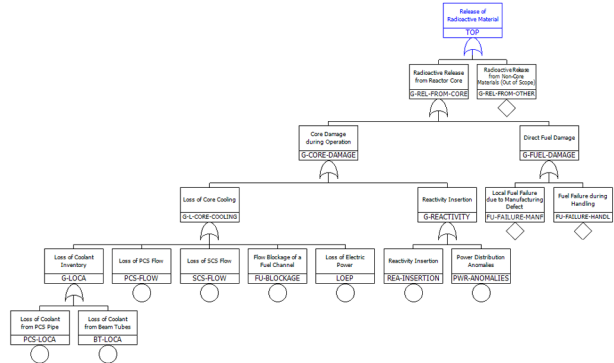 Release of
Radioactive Material
TOP
Radioactive Release
from Reactor Core
G-REL-FROM-CORE
Radioactive Release
from Non-Core
Materials (Out of Scope)
G-REL-FROM-OTHER
Core Damage
during Operation
G-CORE-DAMAGE
Direct Fuel Damage
G-FUEL-DAMAGE
Loss of Core Cooling
G-L-CORE-COOLING
Reactivity Insertion
G-REACTIVITY
Local Fuel Failure
due to Manufacturing
Defect
FU-FAILURE-MANF
Fuel Failure during
Handling
FU-FAILURE-HANDL
Loss of Coolant
Inventory
G-LOCA
Loss of PCS Flow
PCS-FLOW
Loss of SCS Flow
SCS-FLOW
Flow Blockage of a
Fuel Channel
FU-BLOCKAGE
Loss of Electric
Power
LOEP
Reactivity Insertion
REA-INSERTION
Power Distribution
Anomalies
PWR-ANOMALIES
Loss of Coolant
from PCS Pipe
PCS-LOCA
Loss of Coolant
from Beam Tubes
BT-LOCA